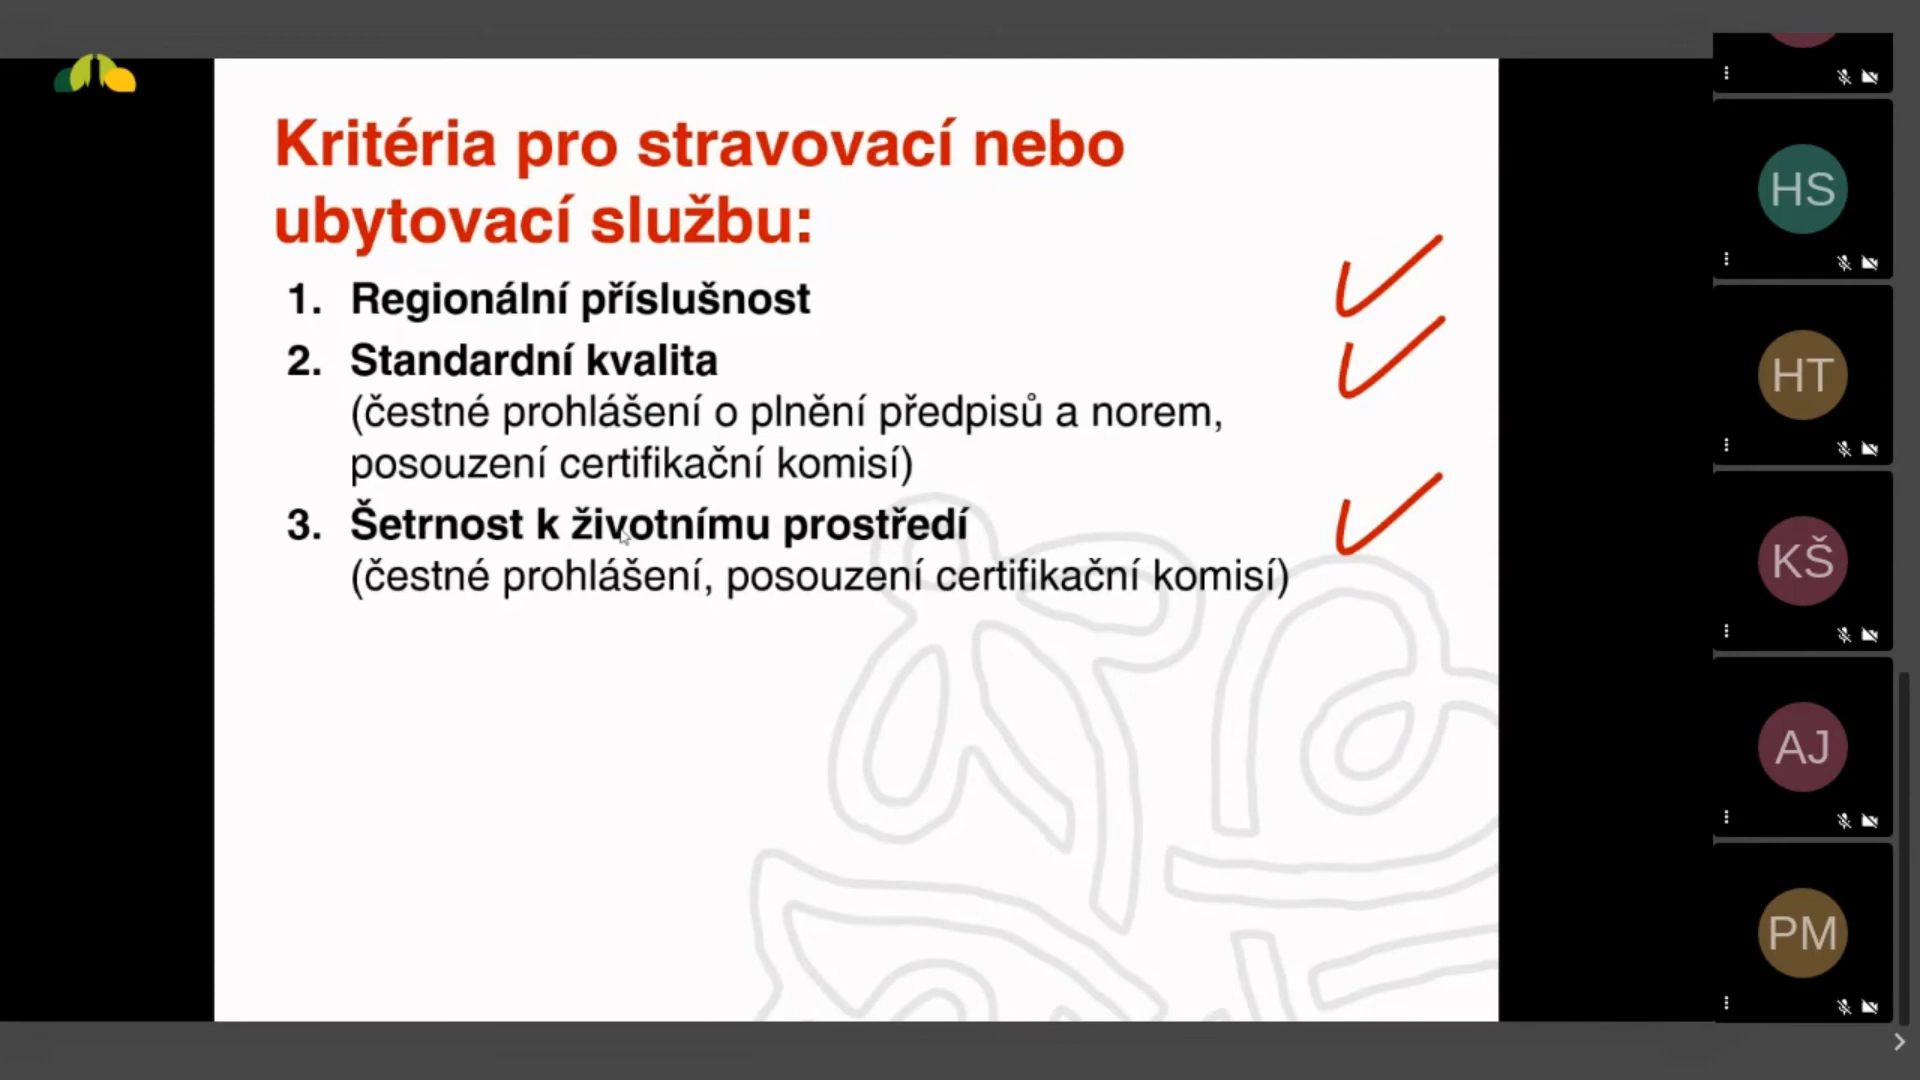 Kritéria pro stravovací nebo
ubytovací službu:
1. Regionální příslušnost
2. Standardní kvalita
(čestné prohlášení o plnění předpisů a norem,
posouzení certifikační komisí)
3. Šetrnost k životnímu prostředí
(čestné prohlášení, posouzení certifikační komisí)
HS
HT
KŠ
AJ
PM